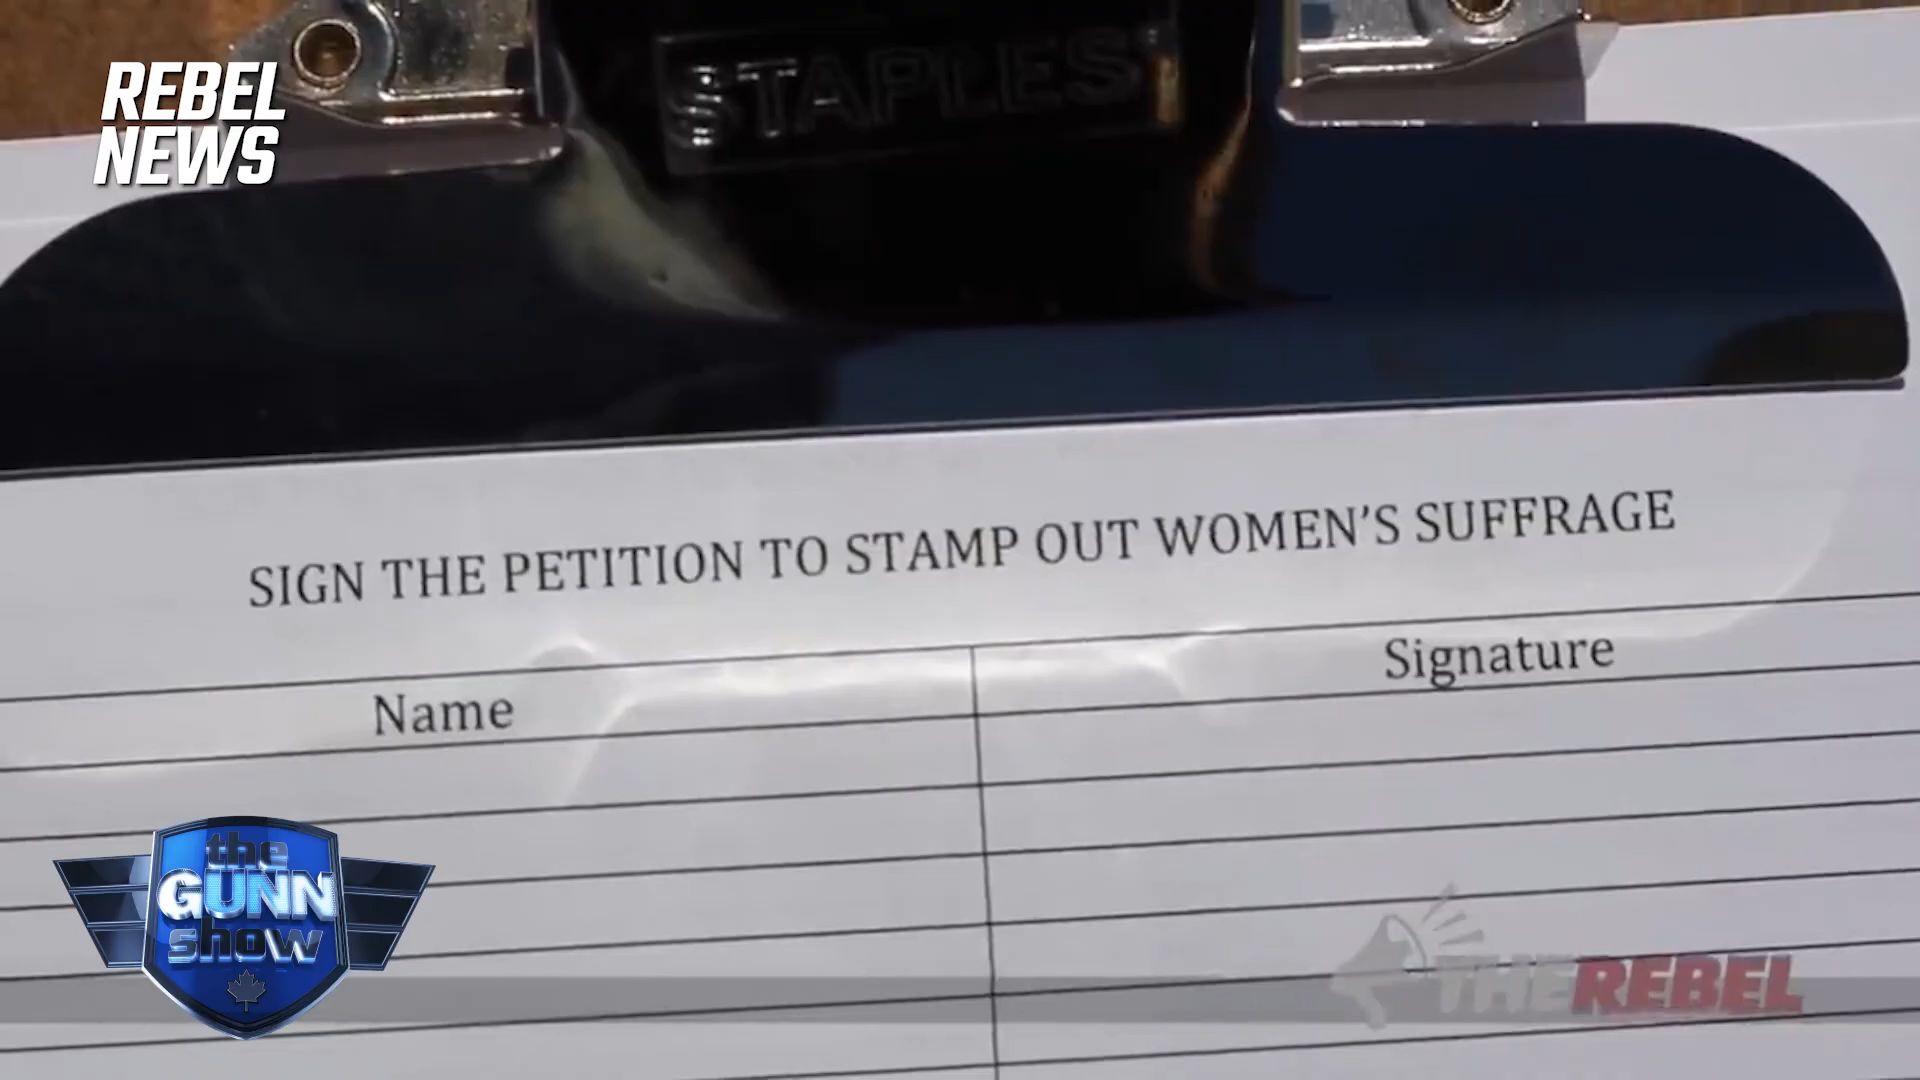 REBEL
NEWS
STAPLES
SIGN THE PETITION TO STAMP OUT WOMEN'S SUFFRAGE
Name
Signature
the
GUNN
show
THEREBEL